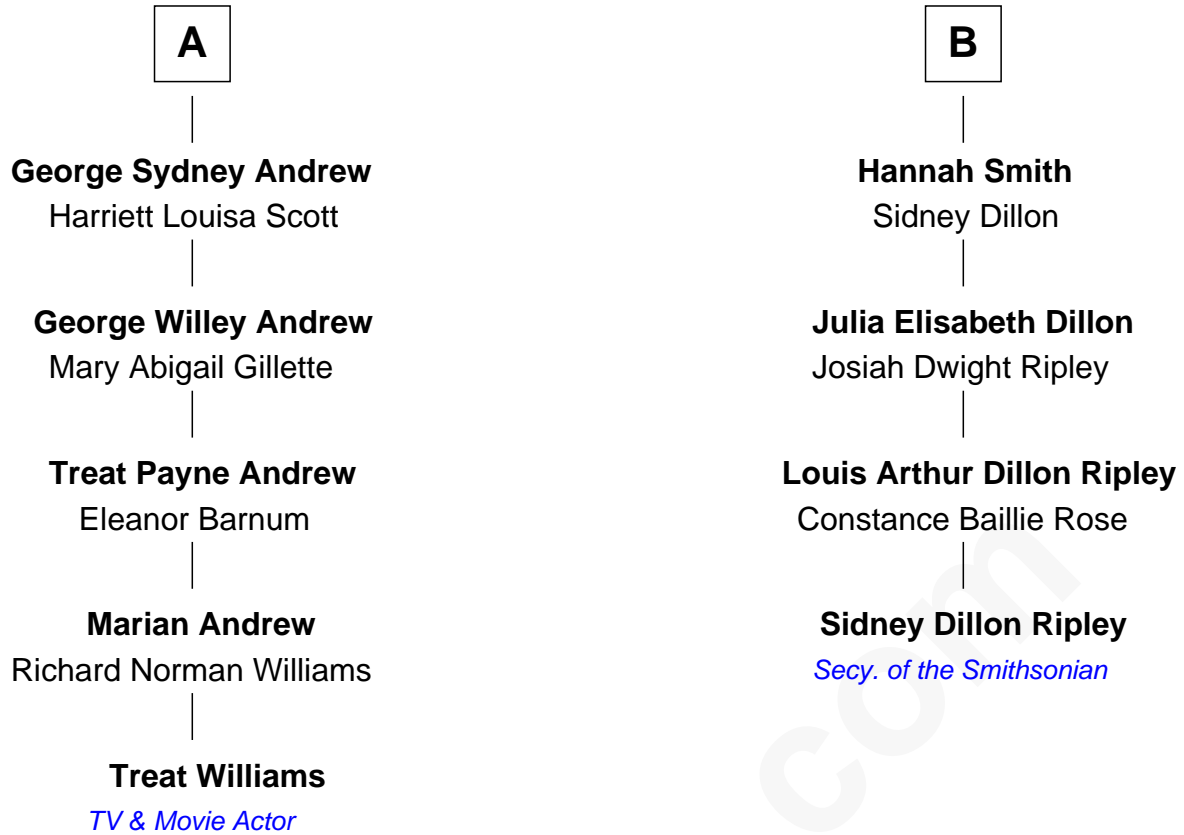 A
George Sydney Andrew
Harriett Louisa Scott
George Willey Andrew
Mary Abigail Gillette
Treat Payne Andrew
Eleanor Barnum
Marian Andrew
Richard Norman Williams
Treat Williams
TV & Movie Actor
B
Hannah Smith
Sidney Dillon
Julia Elisabeth Dillon
Josiah Dwight Ripley
Louis Arthur Dillon Ripley
Constance Baillie Rose
Sidney Dillon Ripley
Secy. of the Smithsonian
com